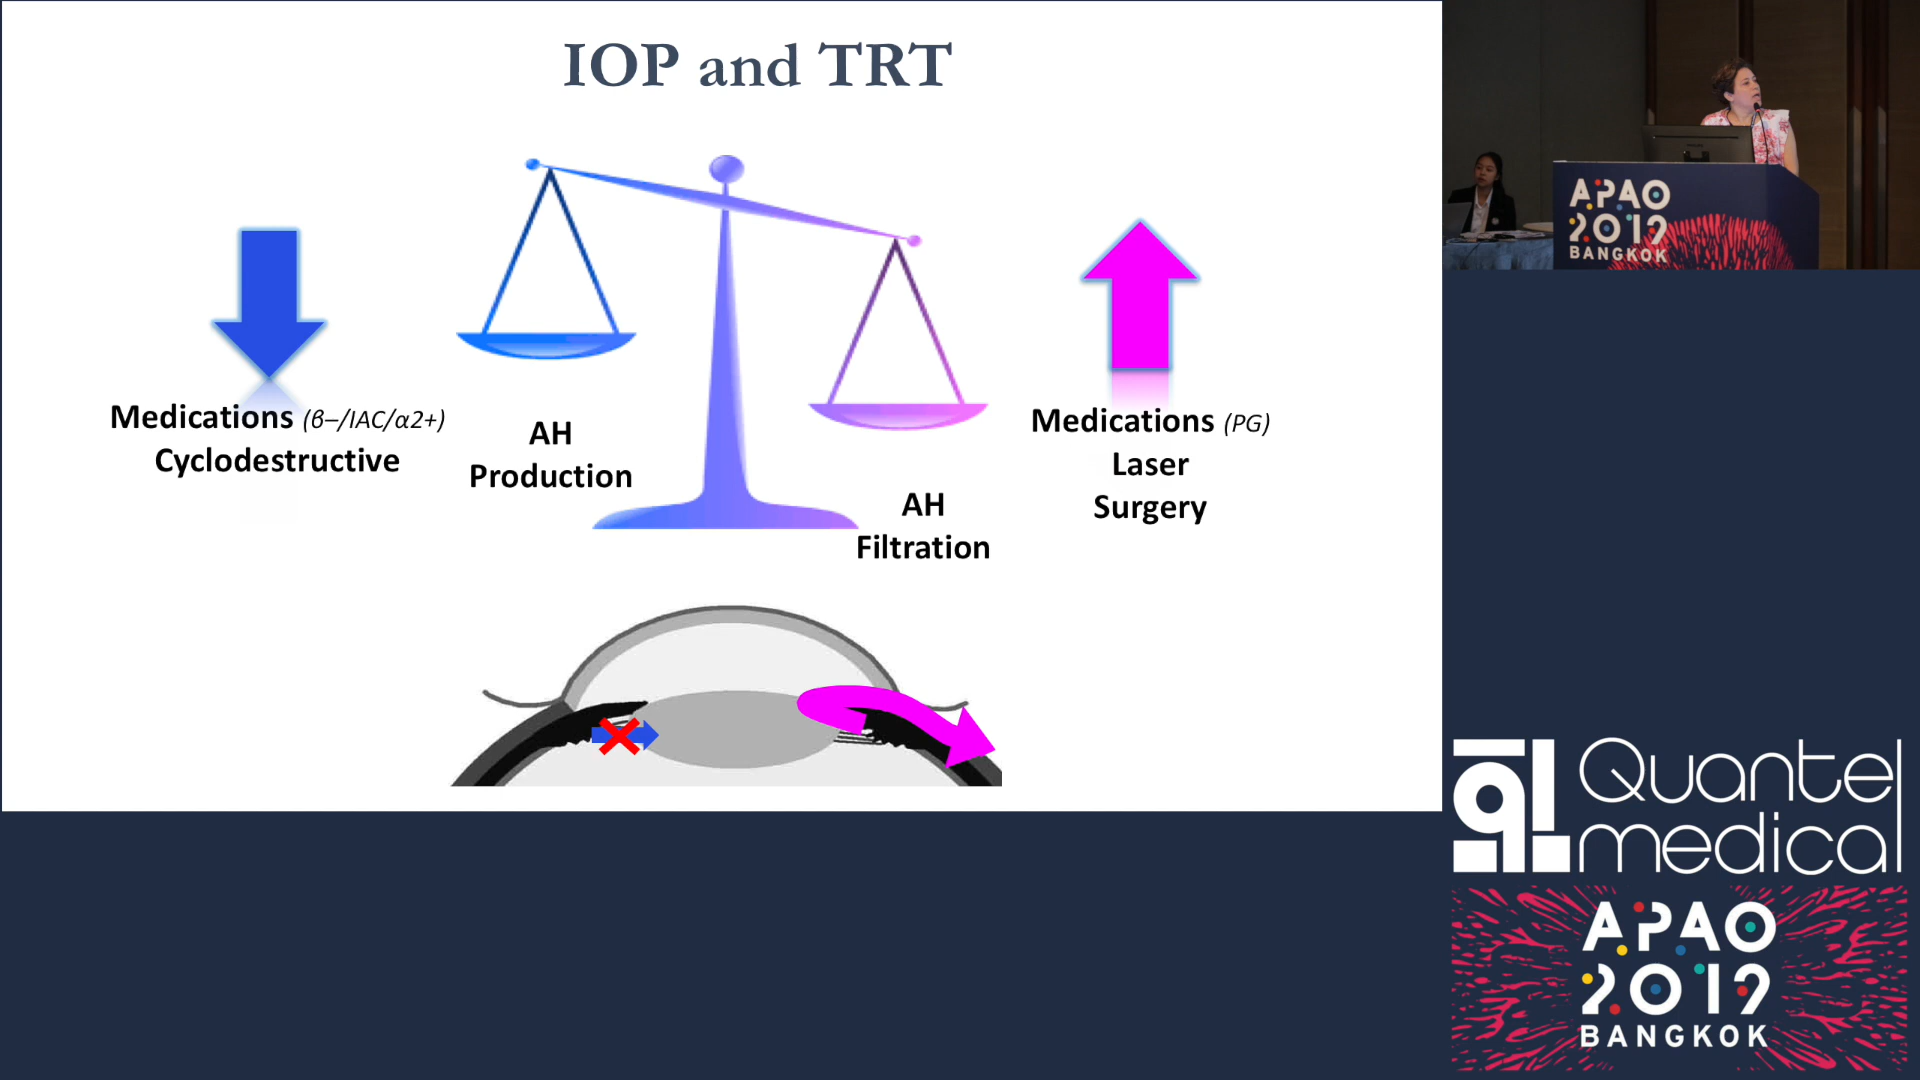 IOP and TRT
Medications (β–/IAC/α2+)
Cyclodestructive
AH
Production
AH
Filtration
Medications (PG)
Laser
Surgery
APAO
2019
BANGKOK
Quantel
medical
APAO
2019
BANGKOK